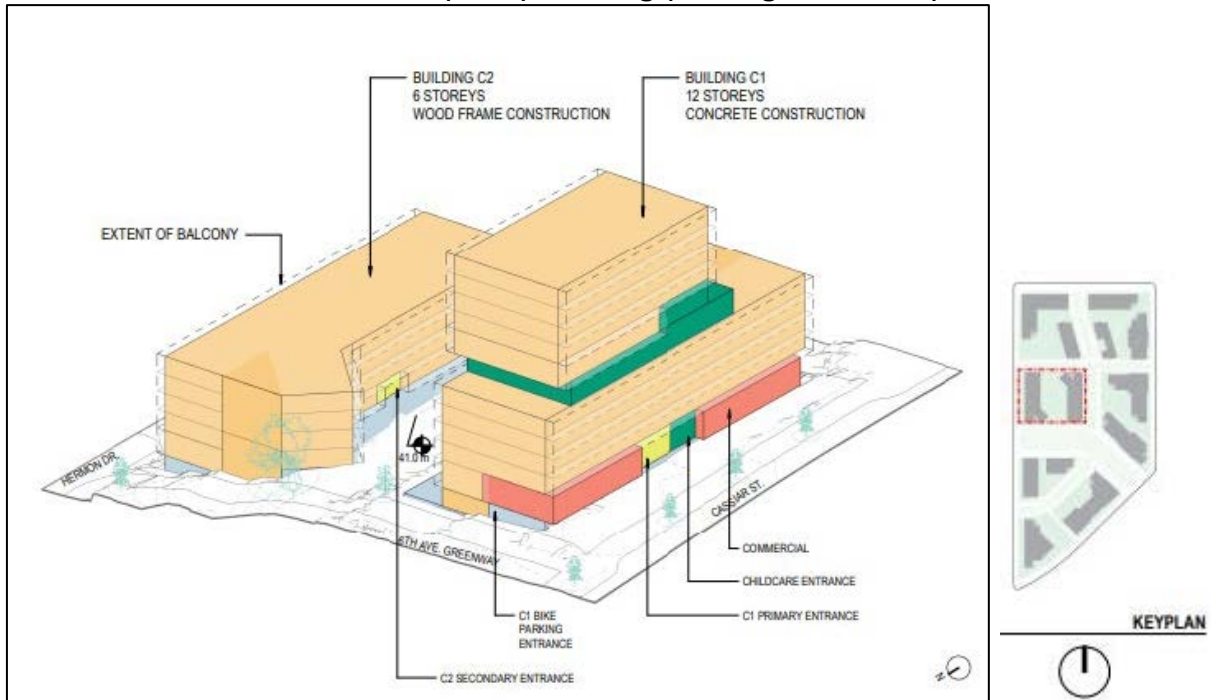 BUILDING C2
6 STOREYS
WOOD FRAME CONSTRUCTION
BUILDING C1
12 STOREYS
CONCRETE CONSTRUCTION
EXTENT OF BALCONY
41.0 m
HERMON DR.
6TH AVE. GREENWAY
CASSIAR ST.
COMMERCIAL
CHILDCARE ENTRANCE
C1 PRIMARY ENTRANCE
C1 BIKE
PARKING
ENTRANCE
C2 SECONDARY ENTRANCE
N
KEYPLAN